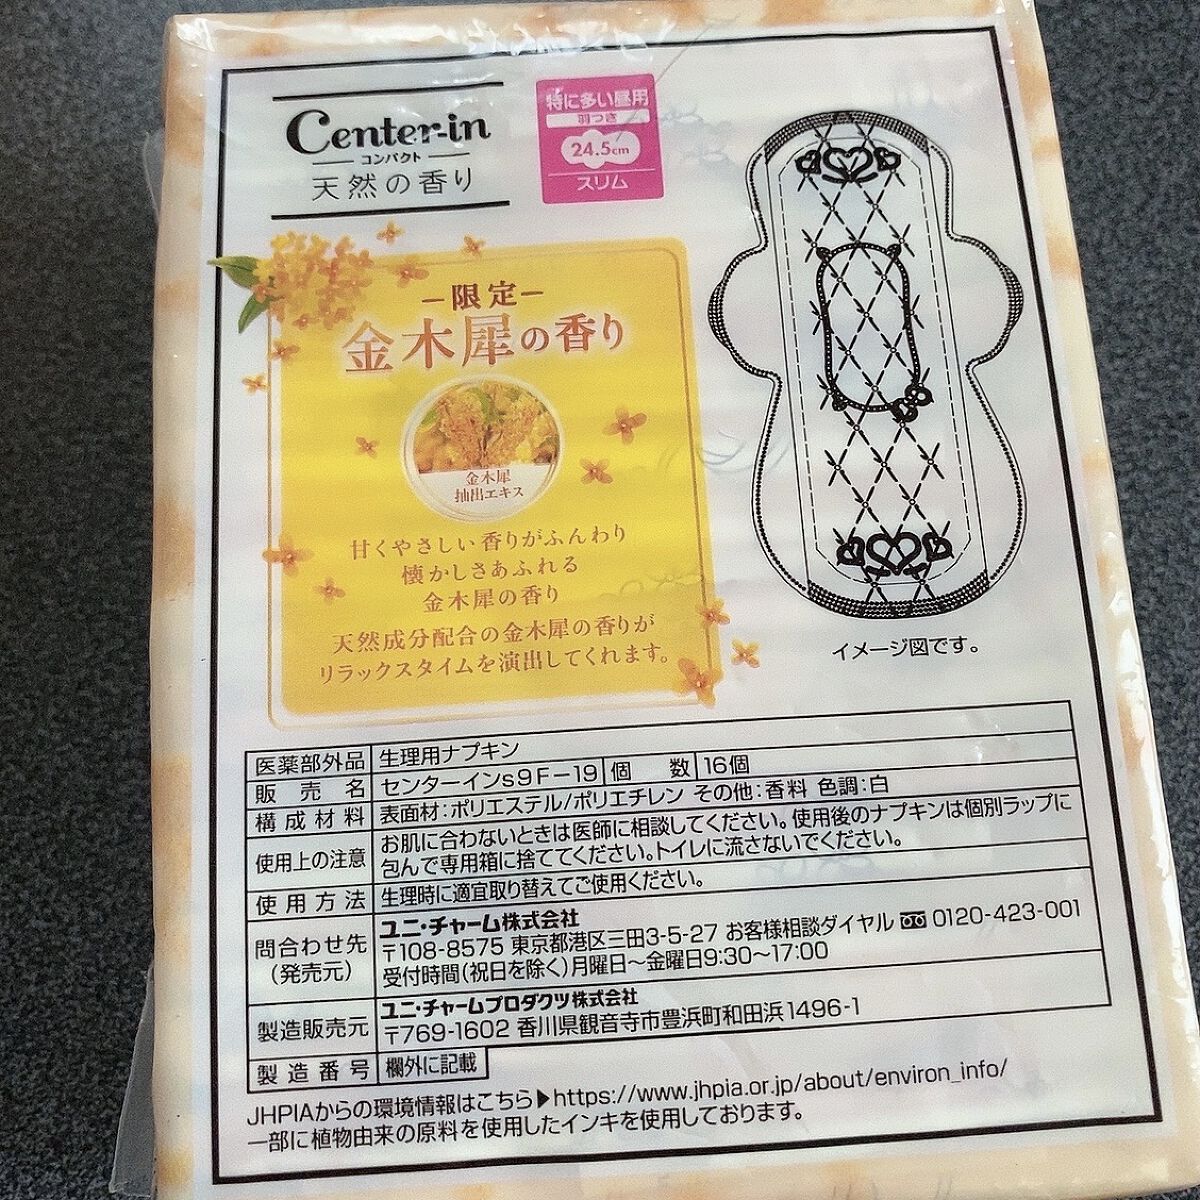 Center-in
コンパクト
天然の香り
特に多い昼用
羽つき
24.5cm
スリム
限定
金木犀の香り
金木犀
抽出エキス
甘くやさしい香りがふんわり
懐かしさあふれる
金木犀の香り
天然成分配合の金木犀の香りが
リラックスタイムを演出してくれます。
イメージ図です。
医薬部外品 生理用ナプキン
販売名 センターインs9F-19 個数 16個
構成材料 表面材:ポリエステル/ポリエチレン その他:香料 色調:白
使用上の注意 お肌に合わないときは医師に相談してください。使用後のナプキンは個別ラップに
包んで専用箱に捨ててください。トイレに流さないでください。
使用方法 生理時に適宜取り替えてご使用ください。
問合わせ先 ユニ・チャーム株式会社
(発売元) 〒108-8575 東京都港区三田3-5-27 お客様相談ダイヤル 0120-423-001
受付時間(祝日を除く)月曜日〜金曜日9:30〜17:00
製造販売元 ユニ・チャームプロダクツ株式会社
〒769-1602 香川県観音寺市豊浜町和田浜1496-1
製造番号 欄外に記載
JHPIAからの環境情報はこちら▶https://www.jhpia.or.jp/about/environ_info/
一部に植物由来の原料を使用したインキを使用しております。